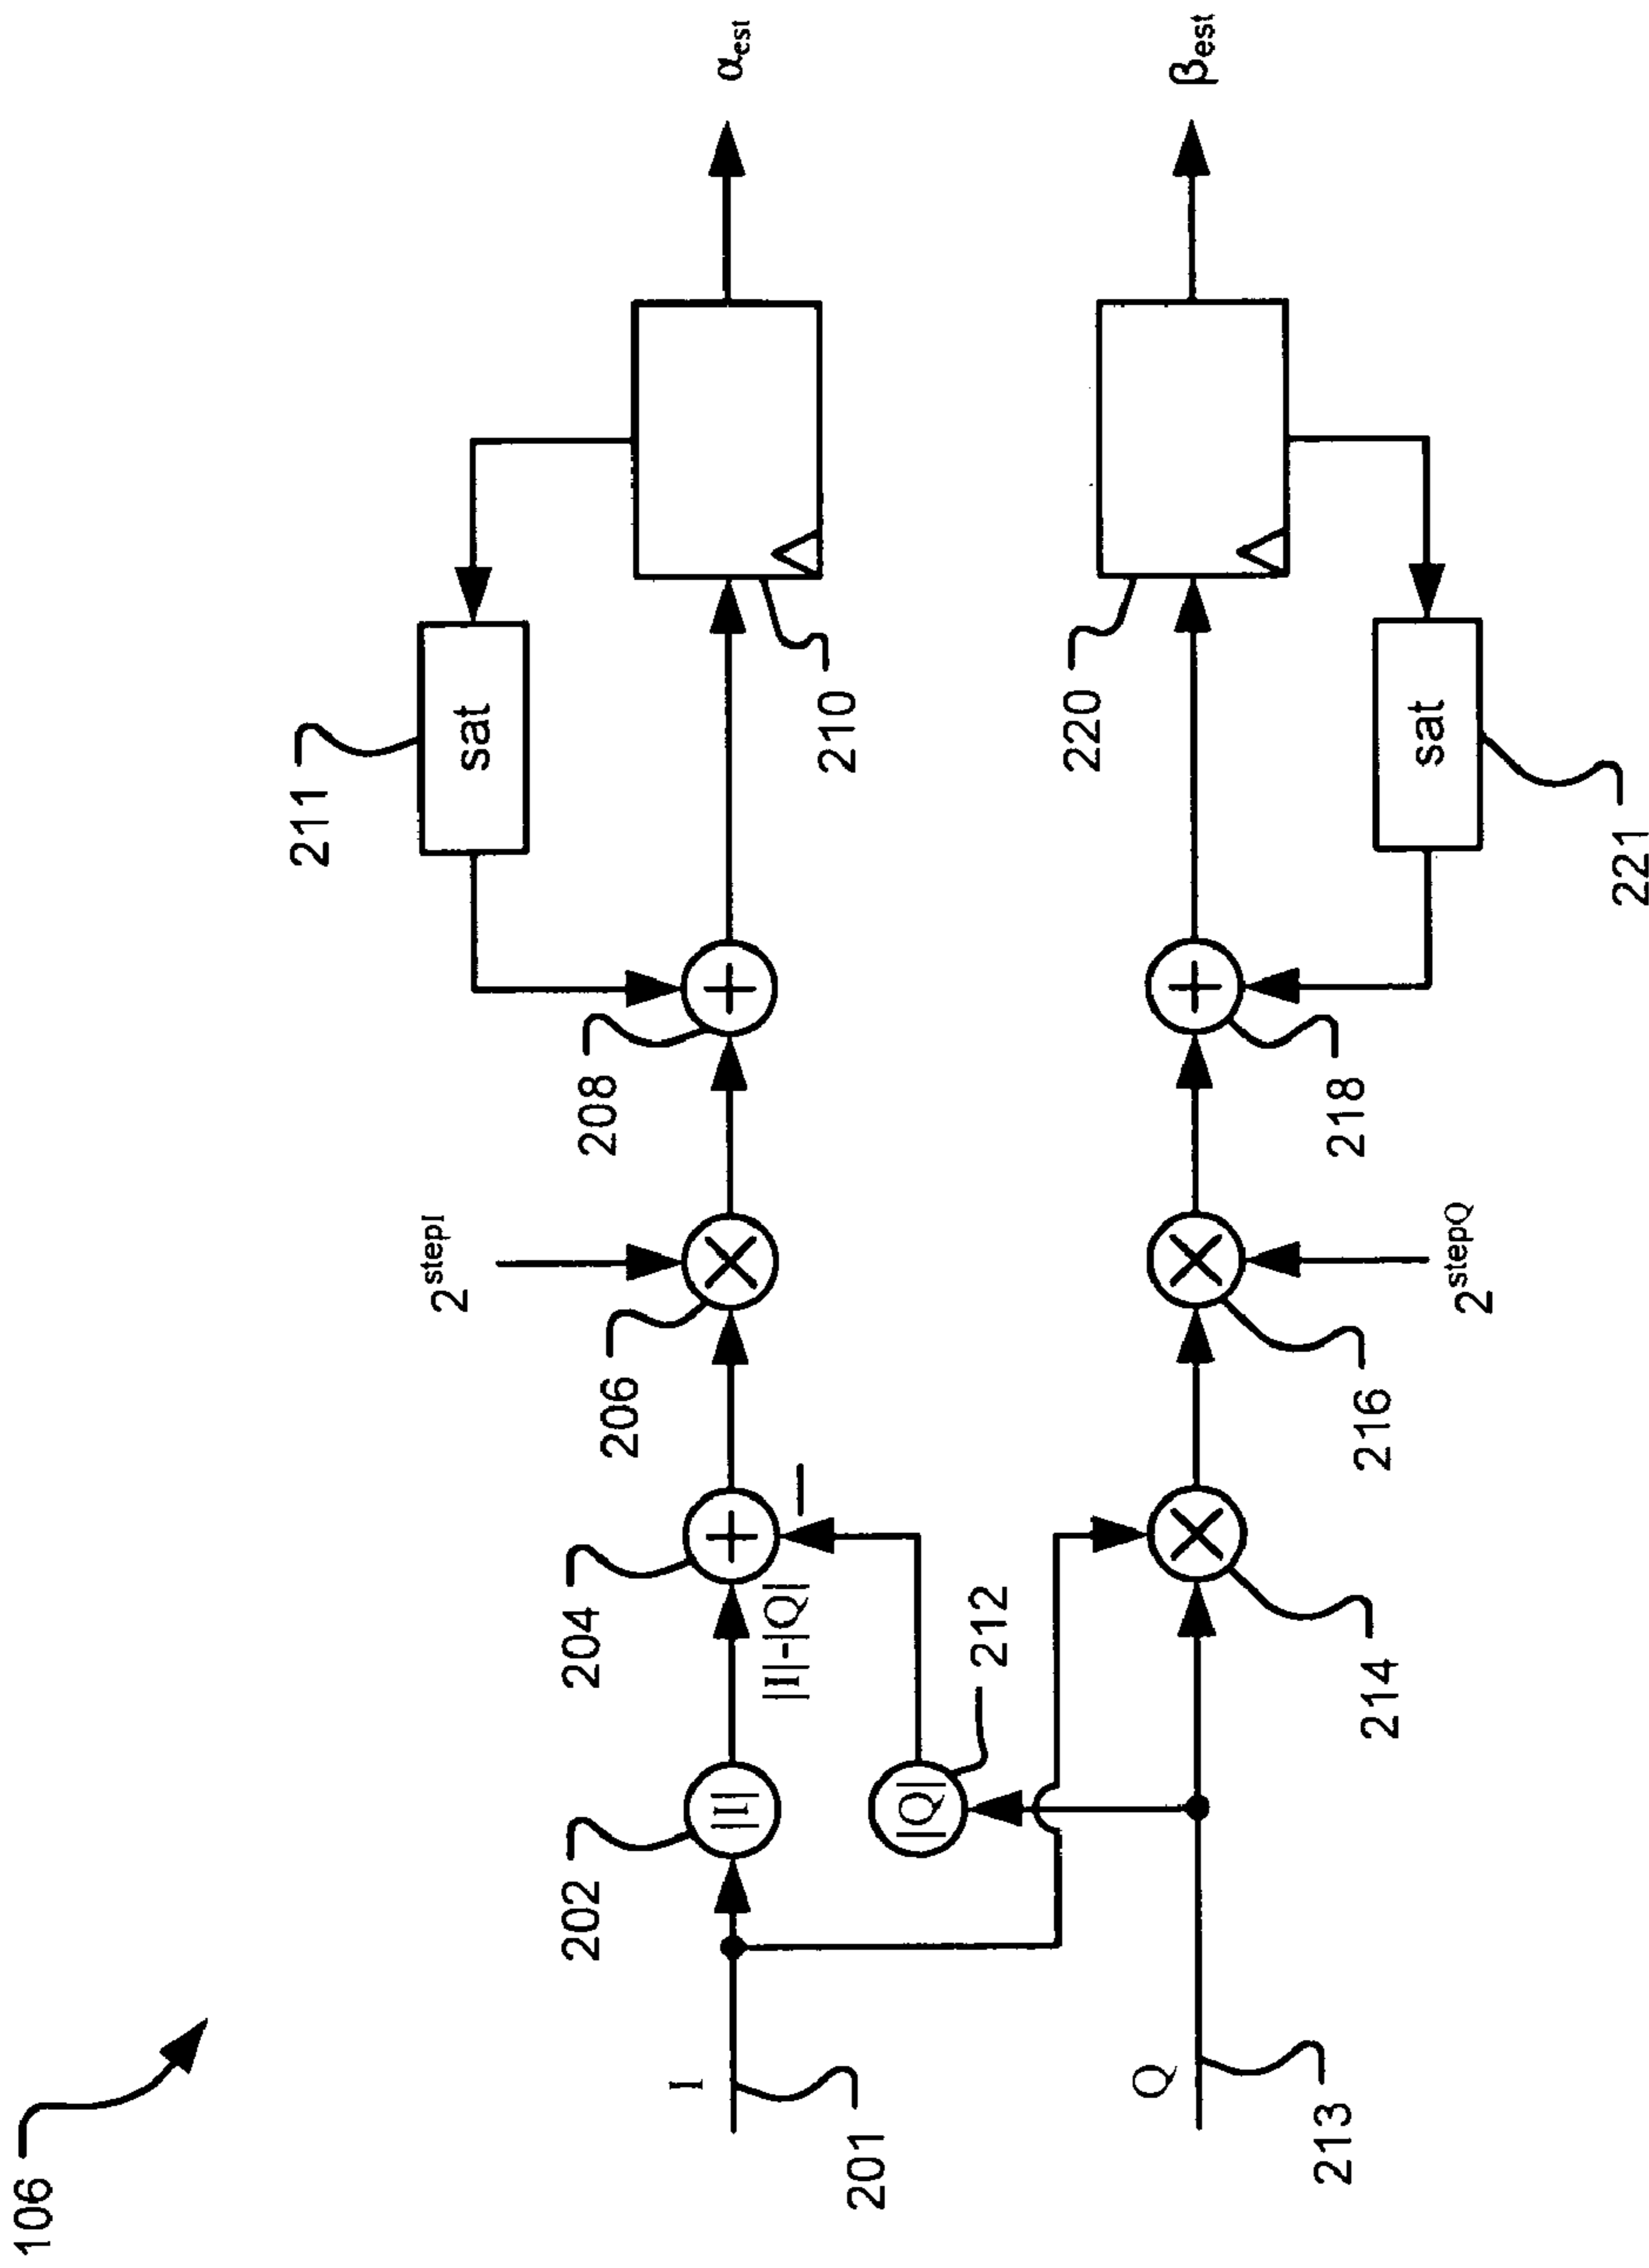 106
211
sat
α_est
2^stepI
208
206
210
204
202
|I|
|I|-|Q|
I
201
|Q|
212
220
β_est
Q
213
214
216
2^stepQ
218
sat
221